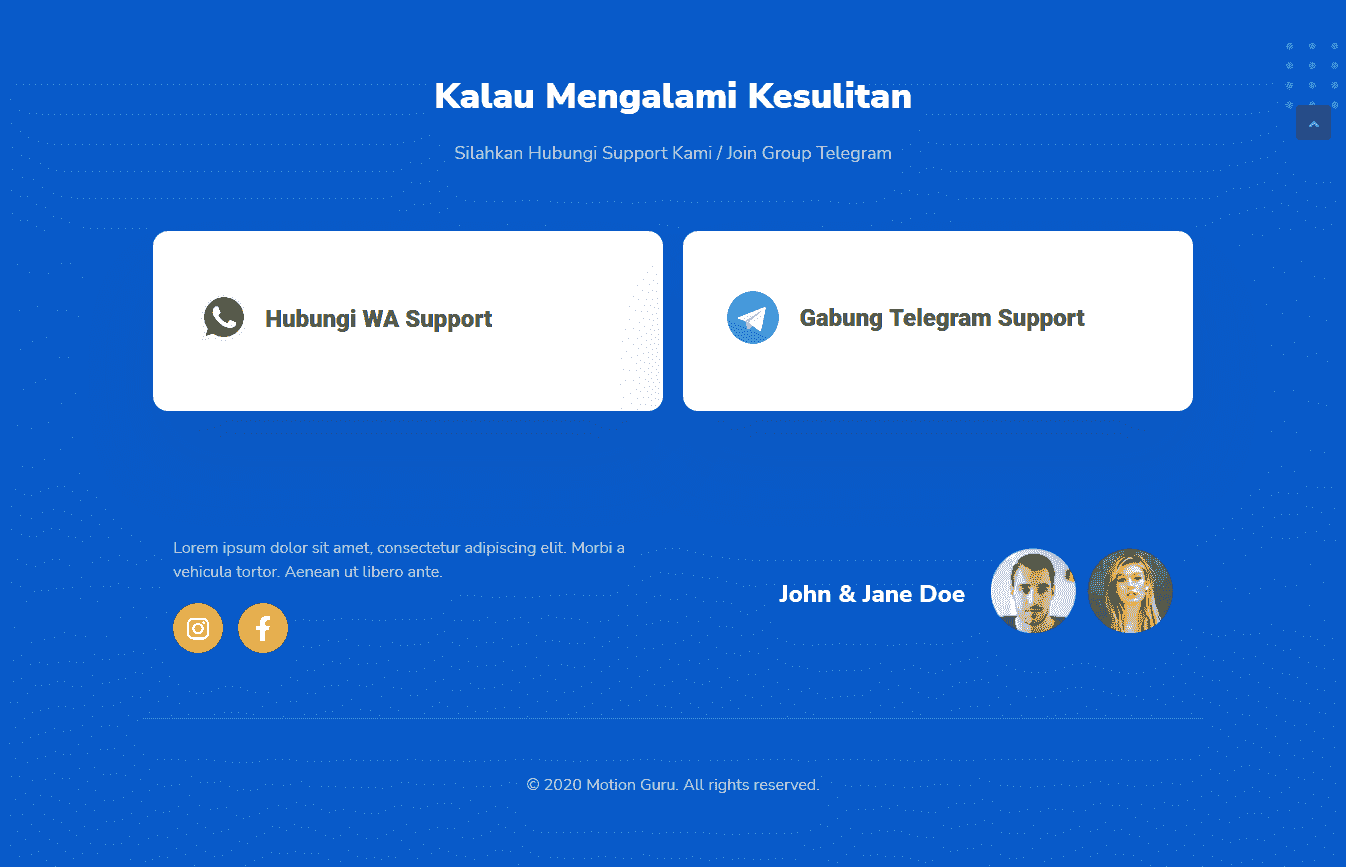 Kalau Mengalami Kesulitan
Silahkan Hubungi Support Kami / Join Group Telegram
Hubungi WA Support
Gabung Telegram Support
Lorem ipsum dolor sit amet, consectetur adipiscing elit. Morbi a
vehicula tortor. Aenean ut libero ante.
John & Jane Doe
© 2020 Motion Guru. All rights reserved.